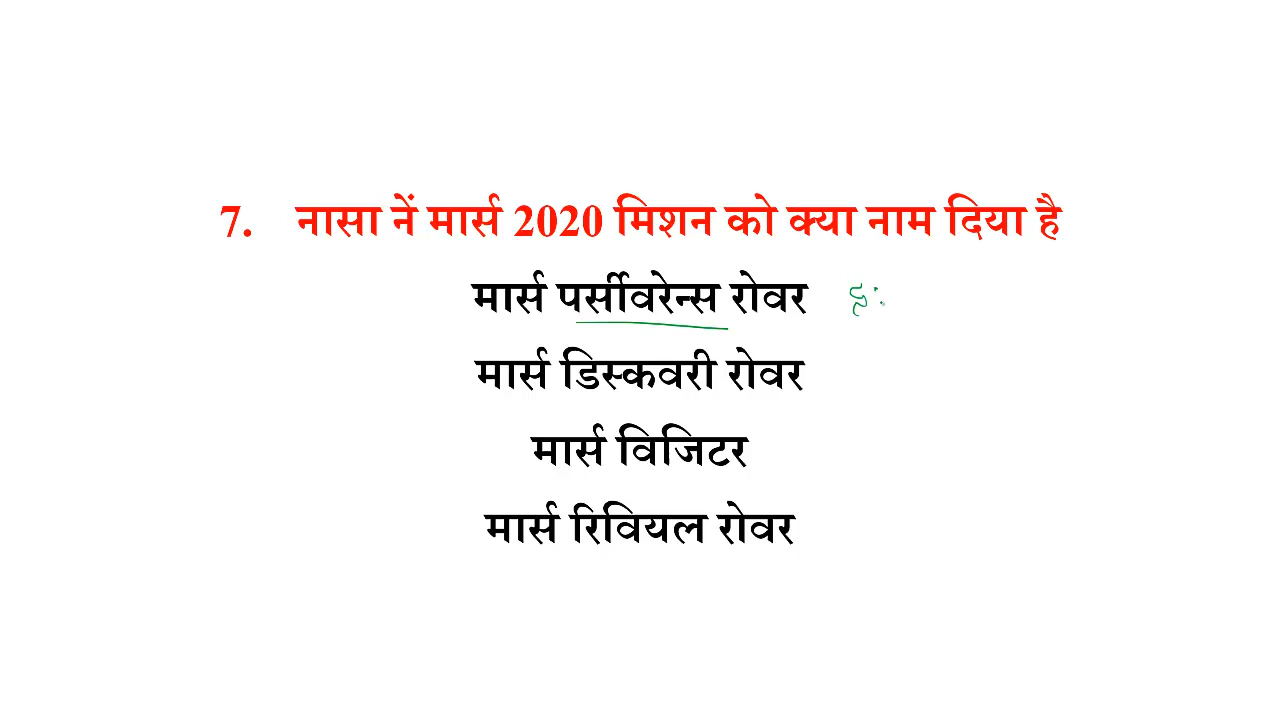 7. नासा नें मार्स 2020 मिशन को क्या नाम दिया है
मार्स पर्सीवरेन्स रोवर
मार्स डिस्कवरी रोवर
मार्स विजिटर
मार्स रिवियल रोवर